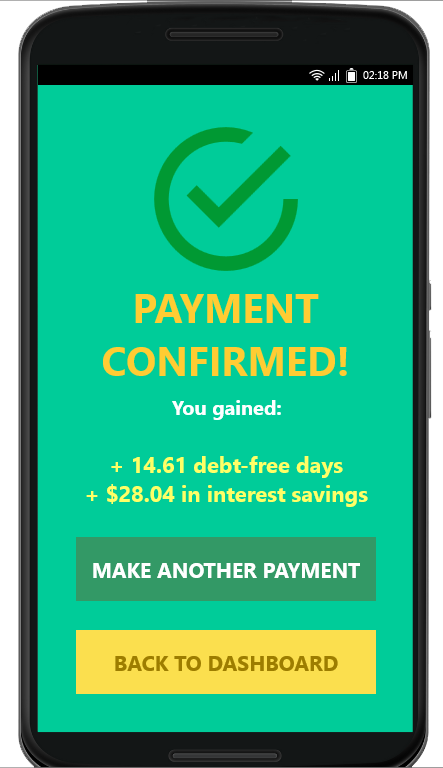 02:18 PM
PAYMENT
CONFIRMED!
You gained:
+ 14.61 debt-free days
+ $28.04 in interest savings
MAKE ANOTHER PAYMENT
BACK TO DASHBOARD